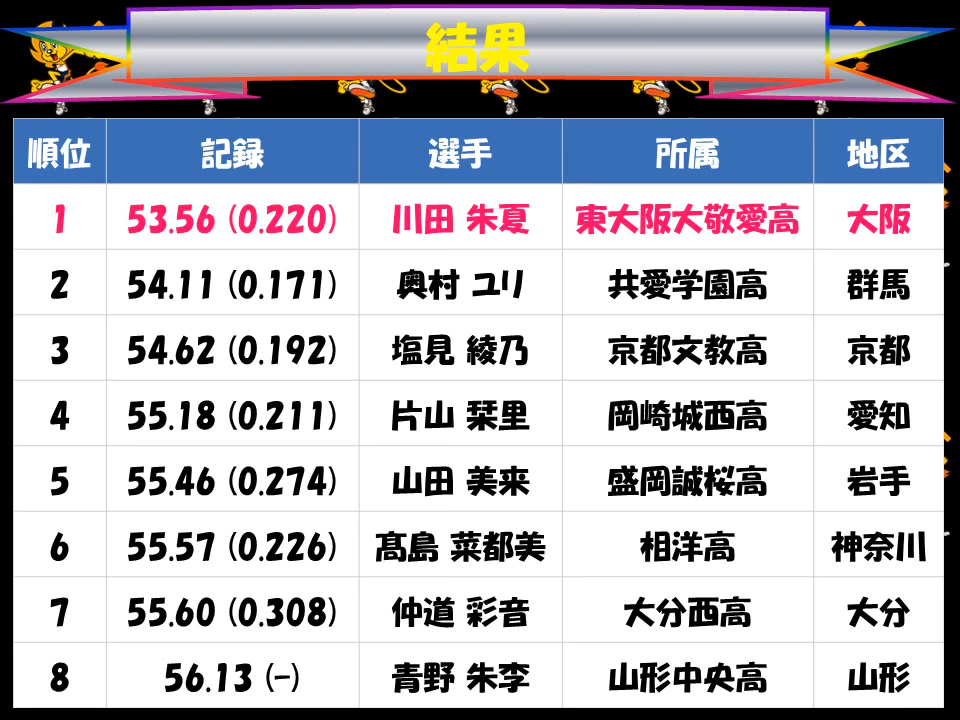 結果
順位 記録 選手 所属 地区
1 53.56 (0.220) 川田 朱夏 東大阪大敬愛高 大阪
2 54.11 (0.171) 奥村 ユリ 共愛学園高 群馬
3 54.62 (0.192) 塩見 綾乃 京都文教高 京都
4 55.18 (0.211) 片山 栞里 岡崎城西高 愛知
5 55.46 (0.274) 山田 美来 盛岡誠桜高 岩手
6 55.57 (0.226) 髙島 菜都美 相洋高 神奈川
7 55.60 (0.308) 仲道 彩音 大分西高 大分
8 56.13 (-) 青野 朱李 山形中央高 山形